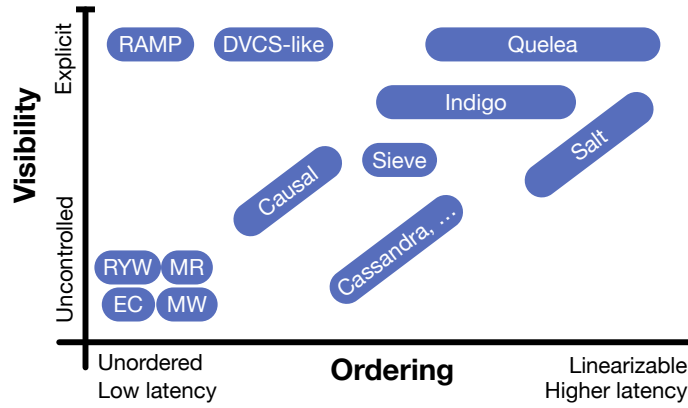 Visibility
Explicit
Uncontrolled
RAMP
DVCS-like
Quelea
Indigo
Salt
Sieve
Causal
Cassandra, ...
RYW
MR
EC
MW
Unordered
Low latency
Ordering
Linearizable
Higher latency